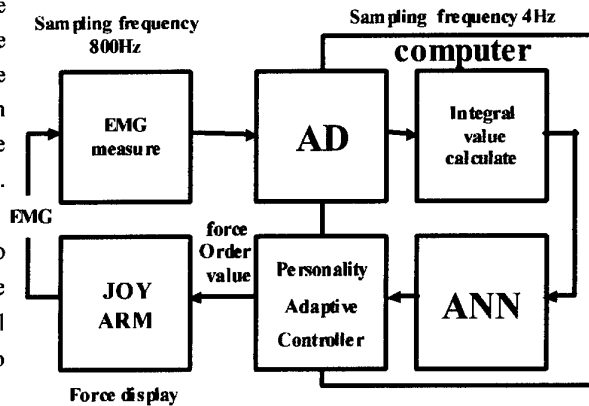 Sampling frequency
800Hz
Sampling frequency 4Hz
computer
EMG
measure
AD
Integral
value
calculate
EMG
JOY
ARM
force
Order
value
Personality
Adaptive
Controller
ANN
Force display